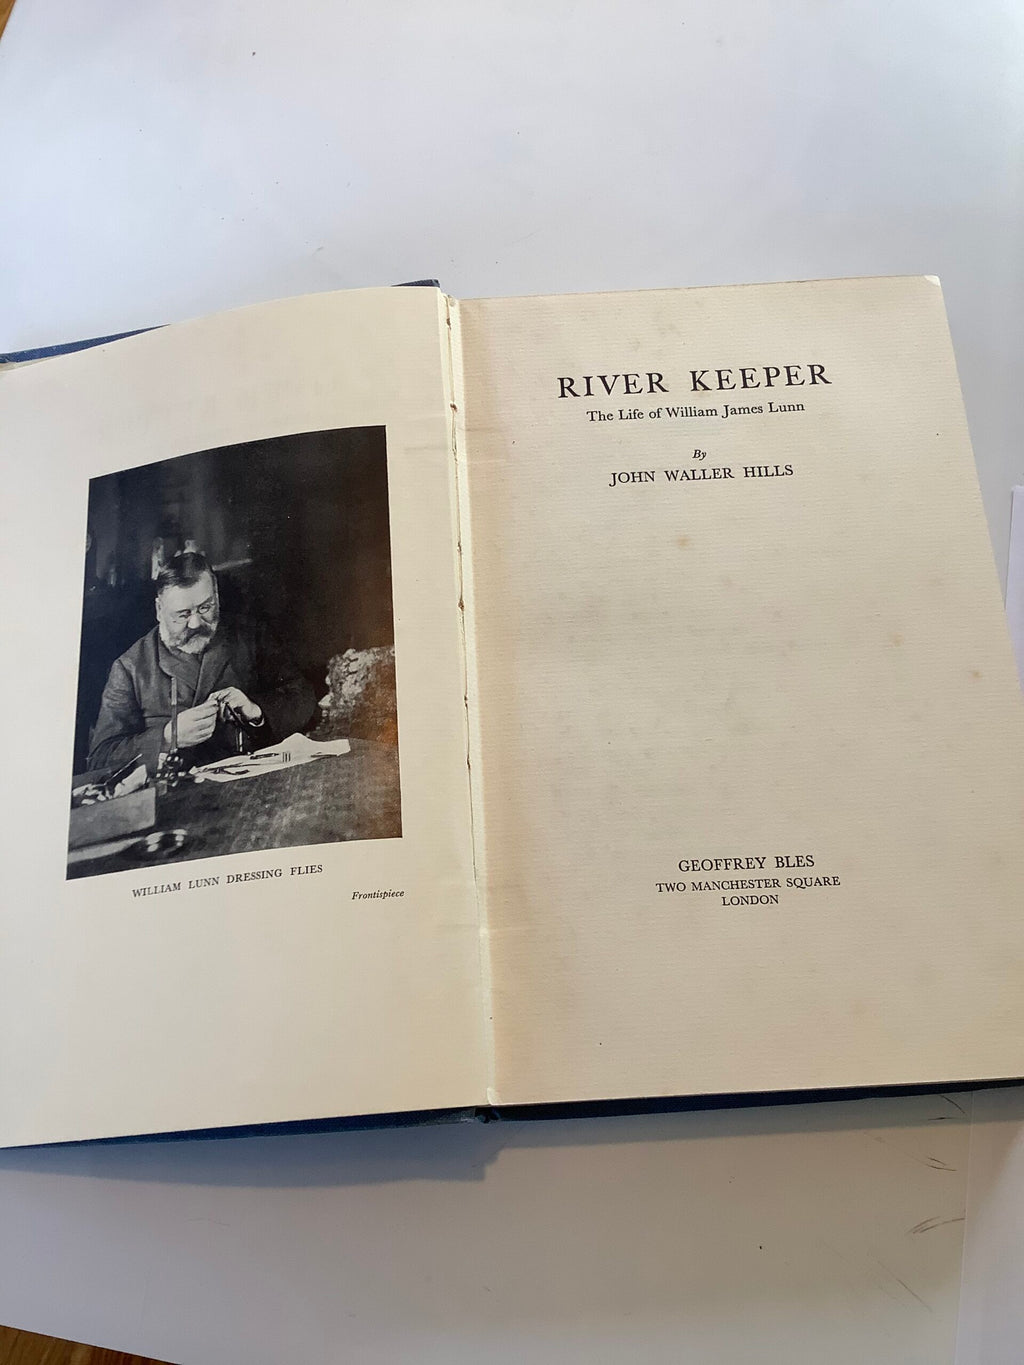 WILLIAM LUNN DRESSING FLIES
Frontispiece
RIVER KEEPER
The Life of William James Lunn
By
JOHN WALLER HILLS
GEOFFREY BLES
TWO MANCHESTER SQUARE
LONDON